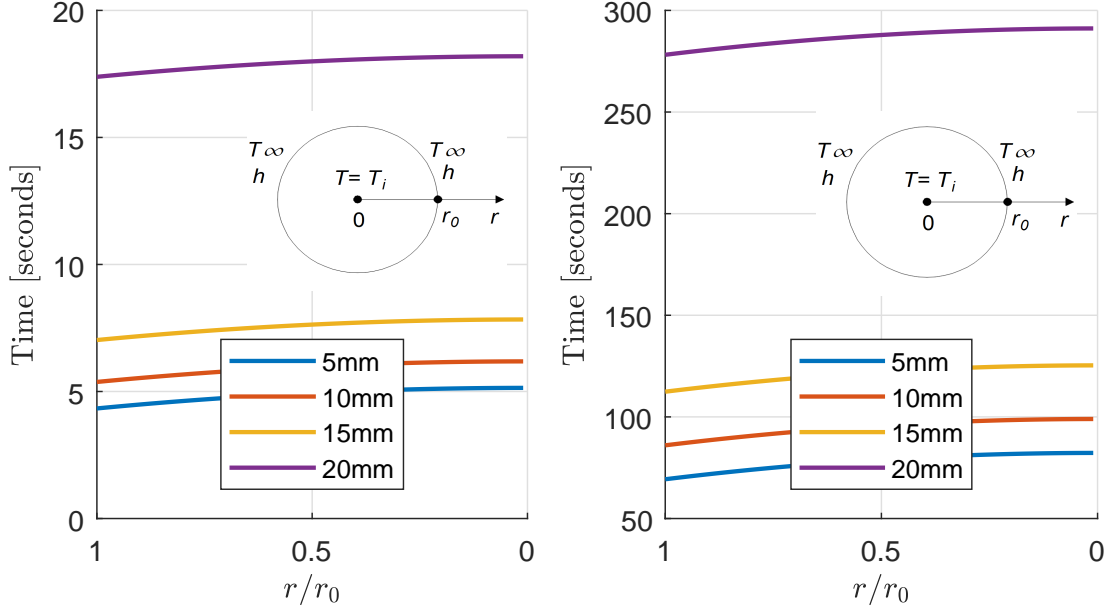 20
15
10
5
0
Time [seconds]
T∞
h
T∞
h
T= Ti
0
r0
r
5mm
10mm
15mm
20mm
1
0.5
0
r/r0
300
250
200
150
100
50
Time [seconds]
T∞
h
T∞
h
T= Ti
0
r0
r
5mm
10mm
15mm
20mm
1
0.5
0
r/r0